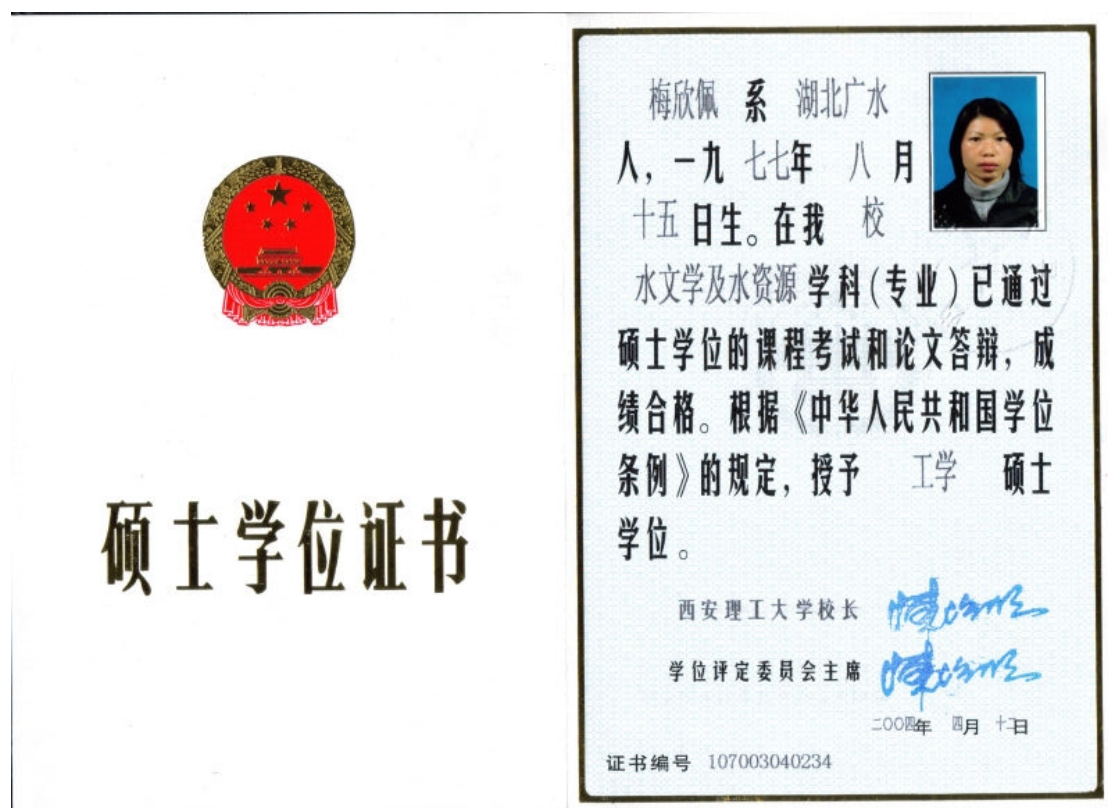 硕士学位证书
梅欣佩 系 湖北广水
人，一九 七七年 八 月
十五 日生。在我 校
水文学及水资源 学科（专业）已通过
硕士学位的课程考试和论文答辩，成
绩合格。根据《中华人民共和国学位
条例》的规定，授予 工学 硕士
学位。
西安理工大学校长
学位评定委员会主席
二〇〇四年 四月 十二日
证书编号 107003040234